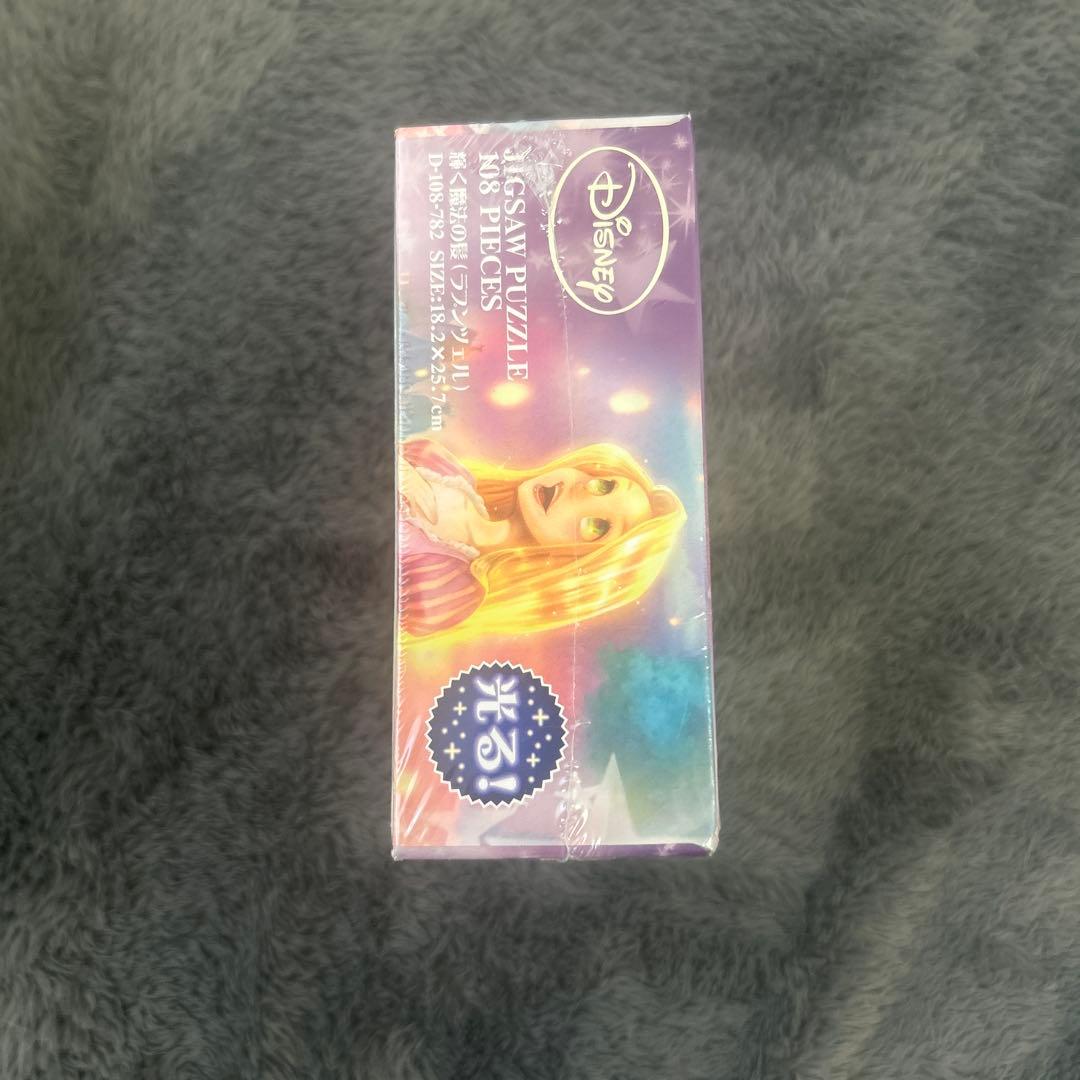 Disney
JIGSAW PUZZLE
108 PIECES
輝く魔法の髪(ラプンツェル)
D-108-782 SIZE:18.2×25.7cm
光る!